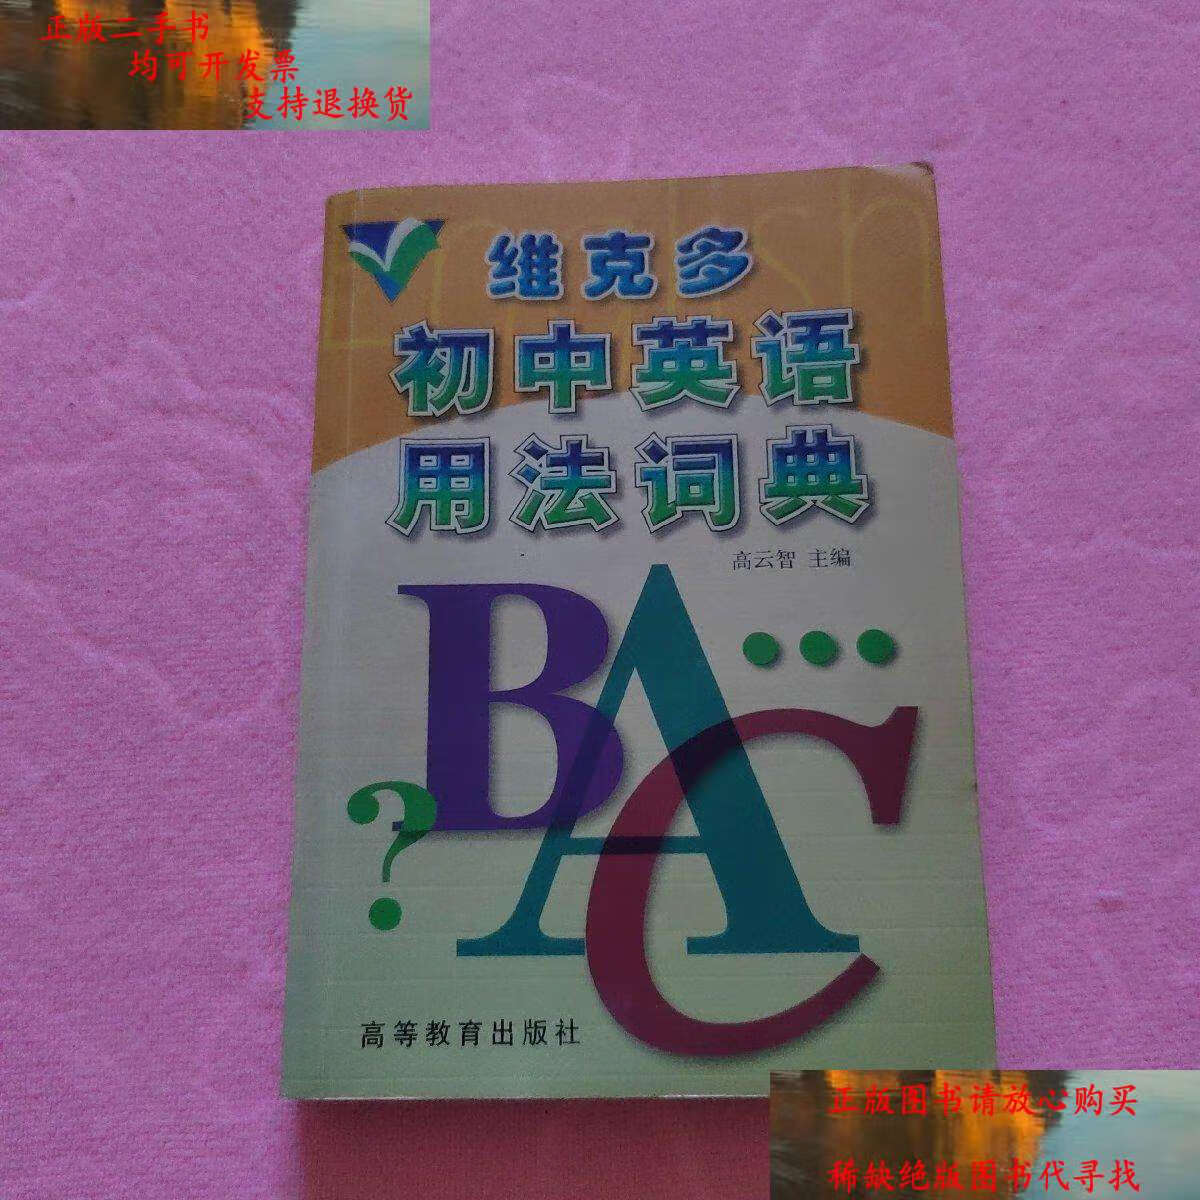 正版二手书
均可开发票
支持退换货
维克多
初中英语
用法词典
高云智 主编
BAC
?
高等教育出版社
正版图书请放心购买
稀缺绝版图书代寻找